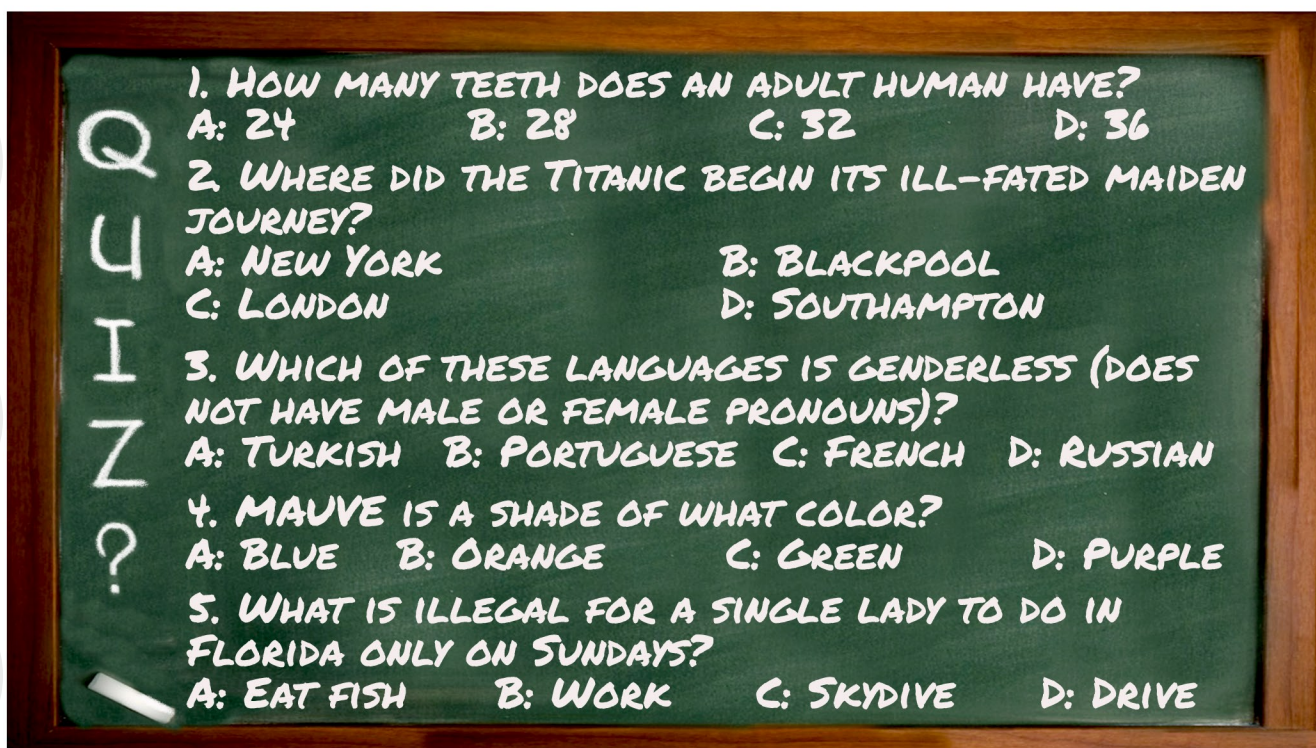 QUIZ?
1. HOW MANY TEETH DOES AN ADULT HUMAN HAVE?
A: 24 B: 28 C: 32 D: 36
2. WHERE DID THE TITANIC BEGIN ITS ILL-FATED MAIDEN
JOURNEY?
A: NEW YORK B: BLACKPOOL
C: LONDON D: SOUTHAMPTON
3. WHICH OF THESE LANGUAGES IS GENDERLESS (DOES
NOT HAVE MALE OR FEMALE PRONOUNS)?
A: TURKISH B: PORTUGUESE C: FRENCH D: RUSSIAN
4. MAUVE IS A SHADE OF WHAT COLOR?
A: BLUE B: ORANGE C: GREEN D: PURPLE
5. WHAT IS ILLEGAL FOR A SINGLE LADY TO DO IN
FLORIDA ONLY ON SUNDAYS?
A: EAT FISH B: WORK C: SKYDIVE D: DRIVE